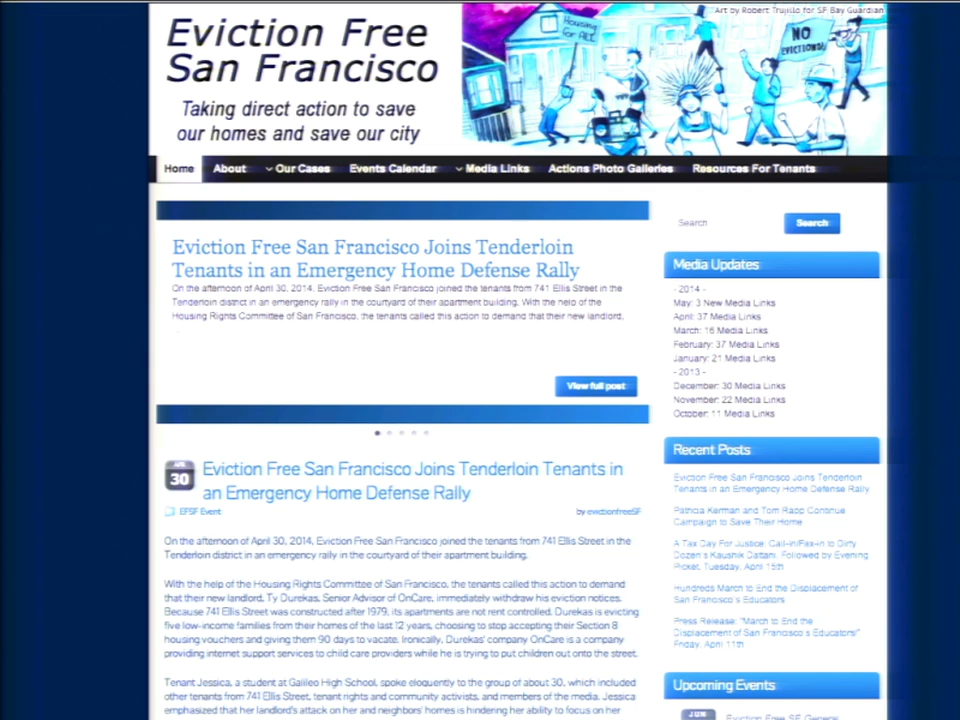 Art by Robert Trujillo for SF Bay Guardian
Eviction Free
San Francisco
Taking direct action to save
our homes and save our city
Housing
for ALL
NO
EVICTIONS!
Home About Our Cases Events Calendar Media Links Actions Photo Galleries Resources For Tenants
Eviction Free San Francisco Joins Tenderloin
Tenants in an Emergency Home Defense Rally
On the afternoon of April 30, 2014, Eviction Free San Francisco joined the tenants from 741 Ellis Street in the
Tenderloin district in an emergency rally in the courtyard of their apartment building. With the help of the
Housing Rights Committee of San Francisco, the tenants called this action to demand that their new landlord,
View full post
30
Eviction Free San Francisco Joins Tenderloin Tenants in
an Emergency Home Defense Rally
EFSF Event by evictionfreeSF
On the afternoon of April 30, 2014, Eviction Free San Francisco joined the tenants from 741 Ellis Street in the
Tenderloin district in an emergency rally in the courtyard of their apartment building.
With the help of the Housing Rights Committee of San Francisco, the tenants called this action to demand
that their new landlord, Ty Durekas, Senior Advisor of OnCare, immediately withdraw his eviction notices.
Because 741 Ellis Street was constructed after 1979, its apartments are not rent controlled. Durekas is evicting
five low-income families from their homes of the last 12 years, choosing to stop accepting their Section 8
housing vouchers and giving them 90 days to vacate. Ironically, Durekas' company OnCare is a company
providing internet support services to child care providers while he is trying to put children out onto the street.
Tenant Jessica, a student at Galileo High School, spoke eloquently to the group of about 30, which included
other tenants from 741 Ellis Street, tenant rights and community activists, and members of the media. Jessica
emphasized that her landlord's attack on her and neighbors' homes is hindering her ability to focus on her
Search Search
Media Updates
- 2014 -
May: 3 New Media Links
April: 37 Media Links
March: 16 Media Links
February: 37 Media Links
January: 21 Media Links
- 2013 -
December: 30 Media Links
November: 22 Media Links
October: 11 Media Links
Recent Posts
Eviction Free San Francisco Joins Tenderloin
Tenants in an Emergency Home Defense Rally
Patricia Kerman and Tom Rapp Continue
Campaign to Save Their Home
A Tax Day For Justice: Call-in/Fax-in to Dirty
Dozen's Kaushik Dattani, Followed by Evening
Picket, Tuesday, April 15th
Hundreds March to End the Displacement of
San Francisco's Educators
Press Release: "March to End the
Displacement of San Francisco's Educators!"
Friday, April 11th
Upcoming Events
JUN
Eviction Free SF General